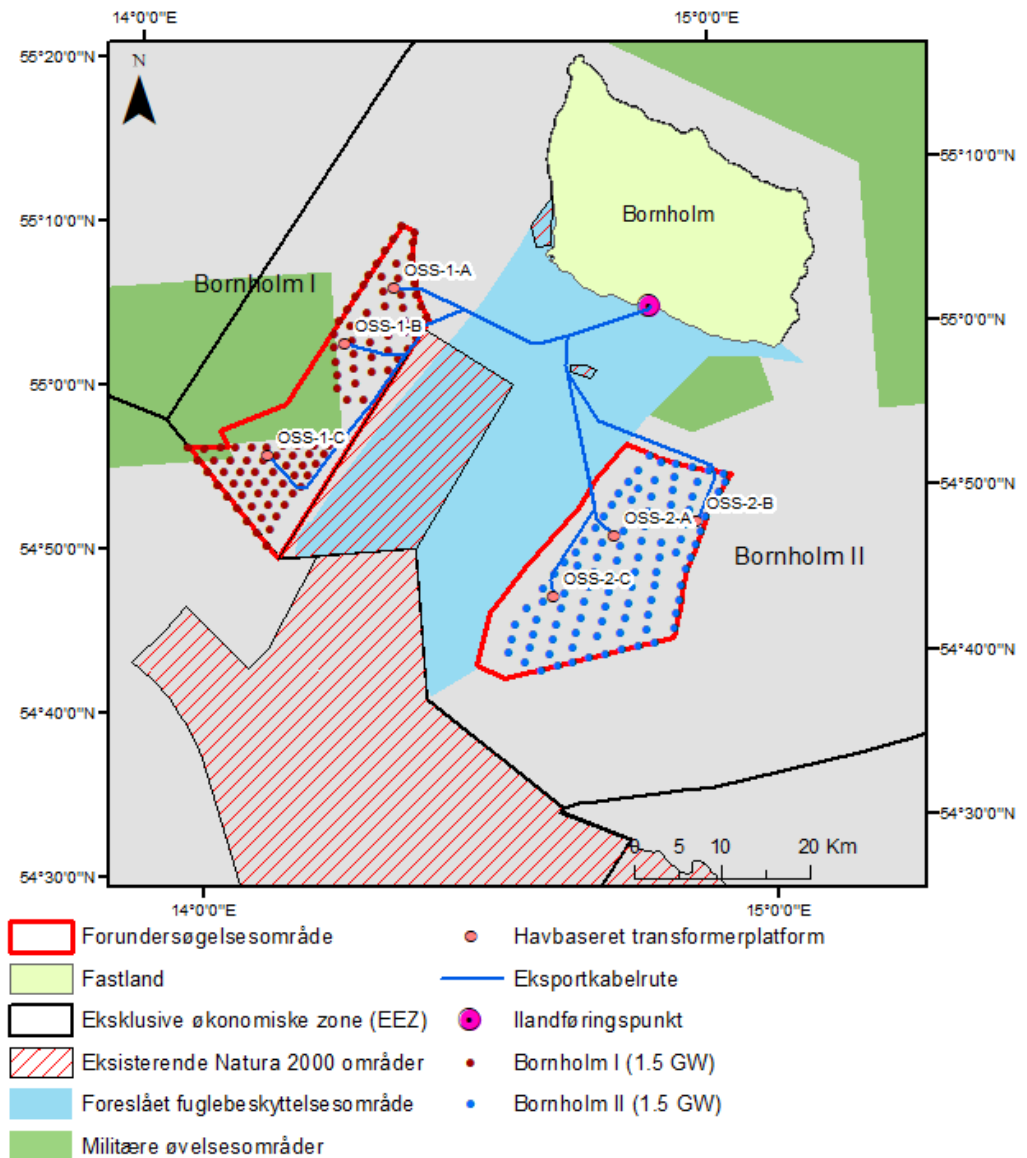 14°0'0"E
15°0'0"E
55°20'0"N
N
55°10'0"N
Bornholm
55°10'0"N
OSS-1-A
Bornholm I
55°0'0"N
OSS-1-B
55°0'0"N
OSS-1-C
54°50'0"N
OSS-2-B
OSS-2-A
54°50'0"N
Bornholm II
OSS-2-C
54°40'0"N
54°40'0"N
54°30'0"N
0 5 10 20 Km
54°30'0"N
14°0'0"E
15°0'0"E
Forundersøgelsesområde
Havbaseret transformerplatform
Fastland
Eksportkabelrute
Eksklusive økonomiske zone (EEZ)
Ilandføringspunkt
Eksisterende Natura 2000 områder
Bornholm I (1.5 GW)
Foreslået fuglebeskyttelsesområde
Bornholm II (1.5 GW)
Militære øvelsesområder